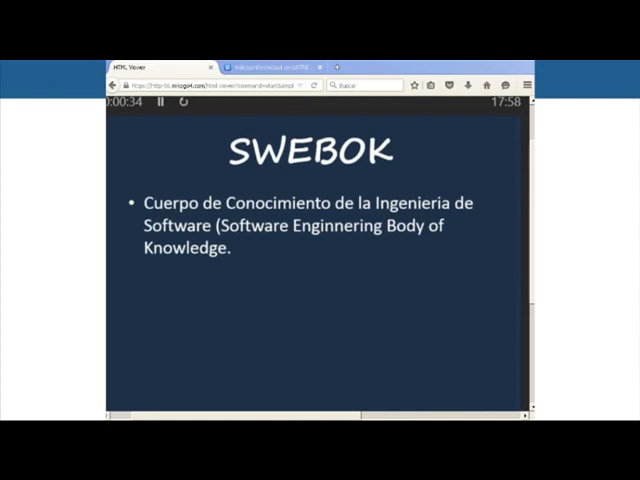 HTML Viewer
Buscar
0:00:34
17:58
SWEBOK
• Cuerpo de Conocimiento de la Ingenieria de
Software (Software Enginnering Body of
Knowledge.